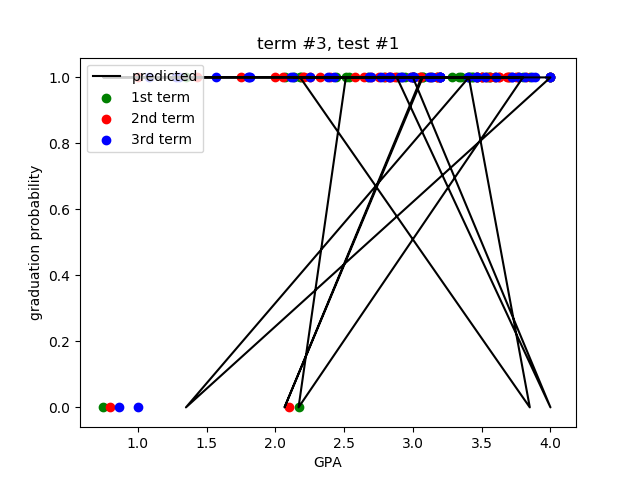 term #3, test #1
predicted
1st term
2nd term
3rd term
graduation probability
1.0
0.8
0.6
0.4
0.2
0.0
1.0 1.5 2.0 2.5 3.0 3.5 4.0
GPA